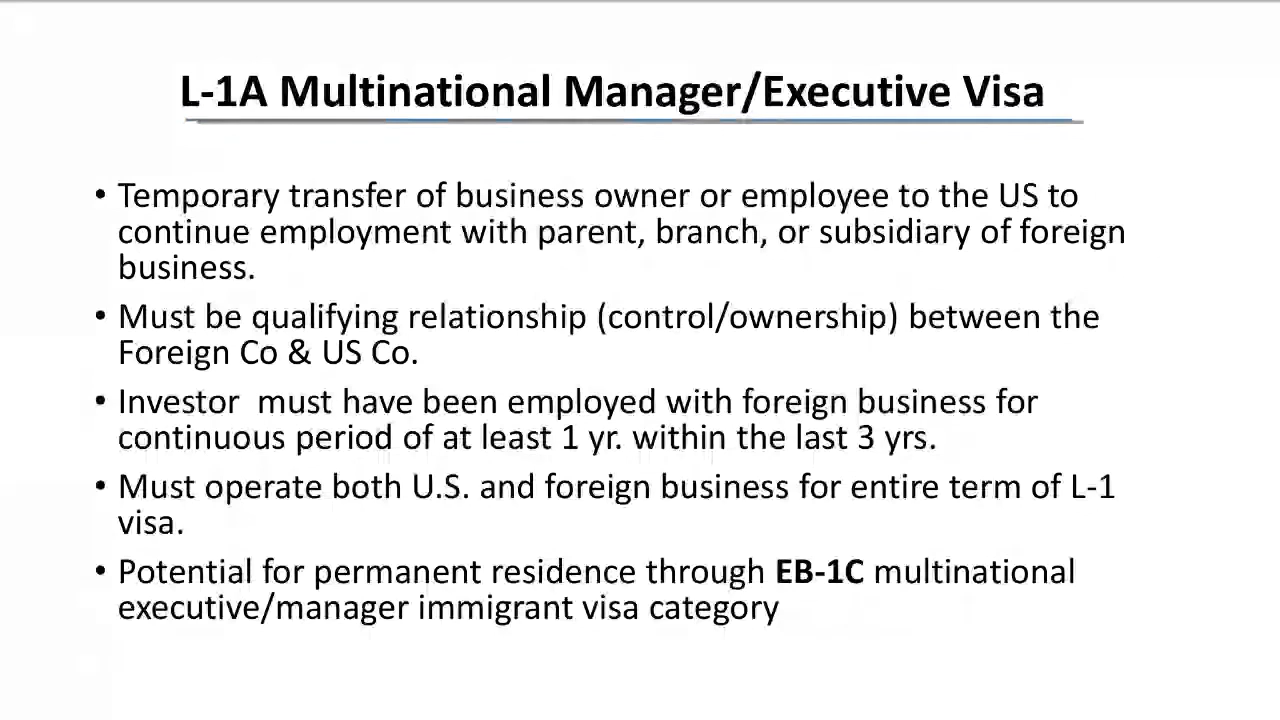 L-1A Multinational Manager/Executive Visa
• Temporary transfer of business owner or employee to the US to
continue employment with parent, branch, or subsidiary of foreign
business.
• Must be qualifying relationship (control/ownership) between the
Foreign Co & US Co.
• Investor  must have been employed with foreign business for
continuous period of at least 1 yr. within the last 3 yrs.
• Must operate both U.S. and foreign business for entire term of L-1
visa.
• Potential for permanent residence through EB-1C multinational
executive/manager immigrant visa category